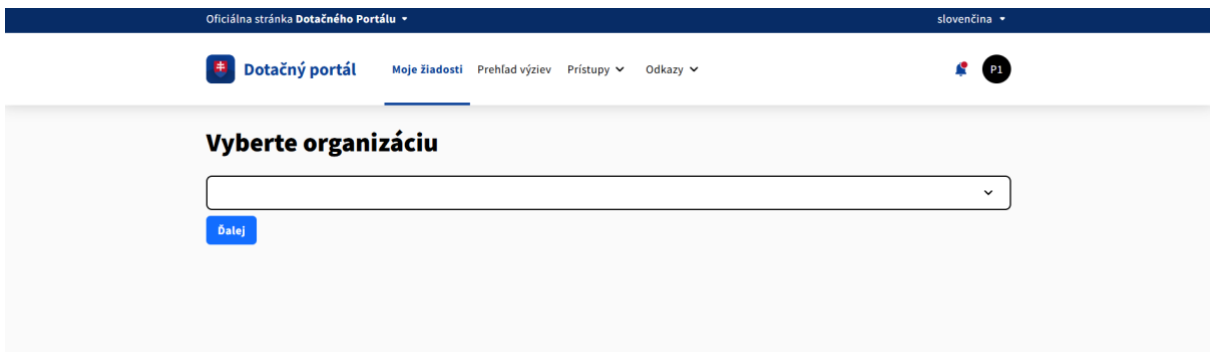 Oficiálna stránka Dotačného Portálu
slovenčina
Dotačný portál
Moje žiadosti Prehľad výziev Prístupy Odkazy
P1
Vyberte organizáciu
Ďalej